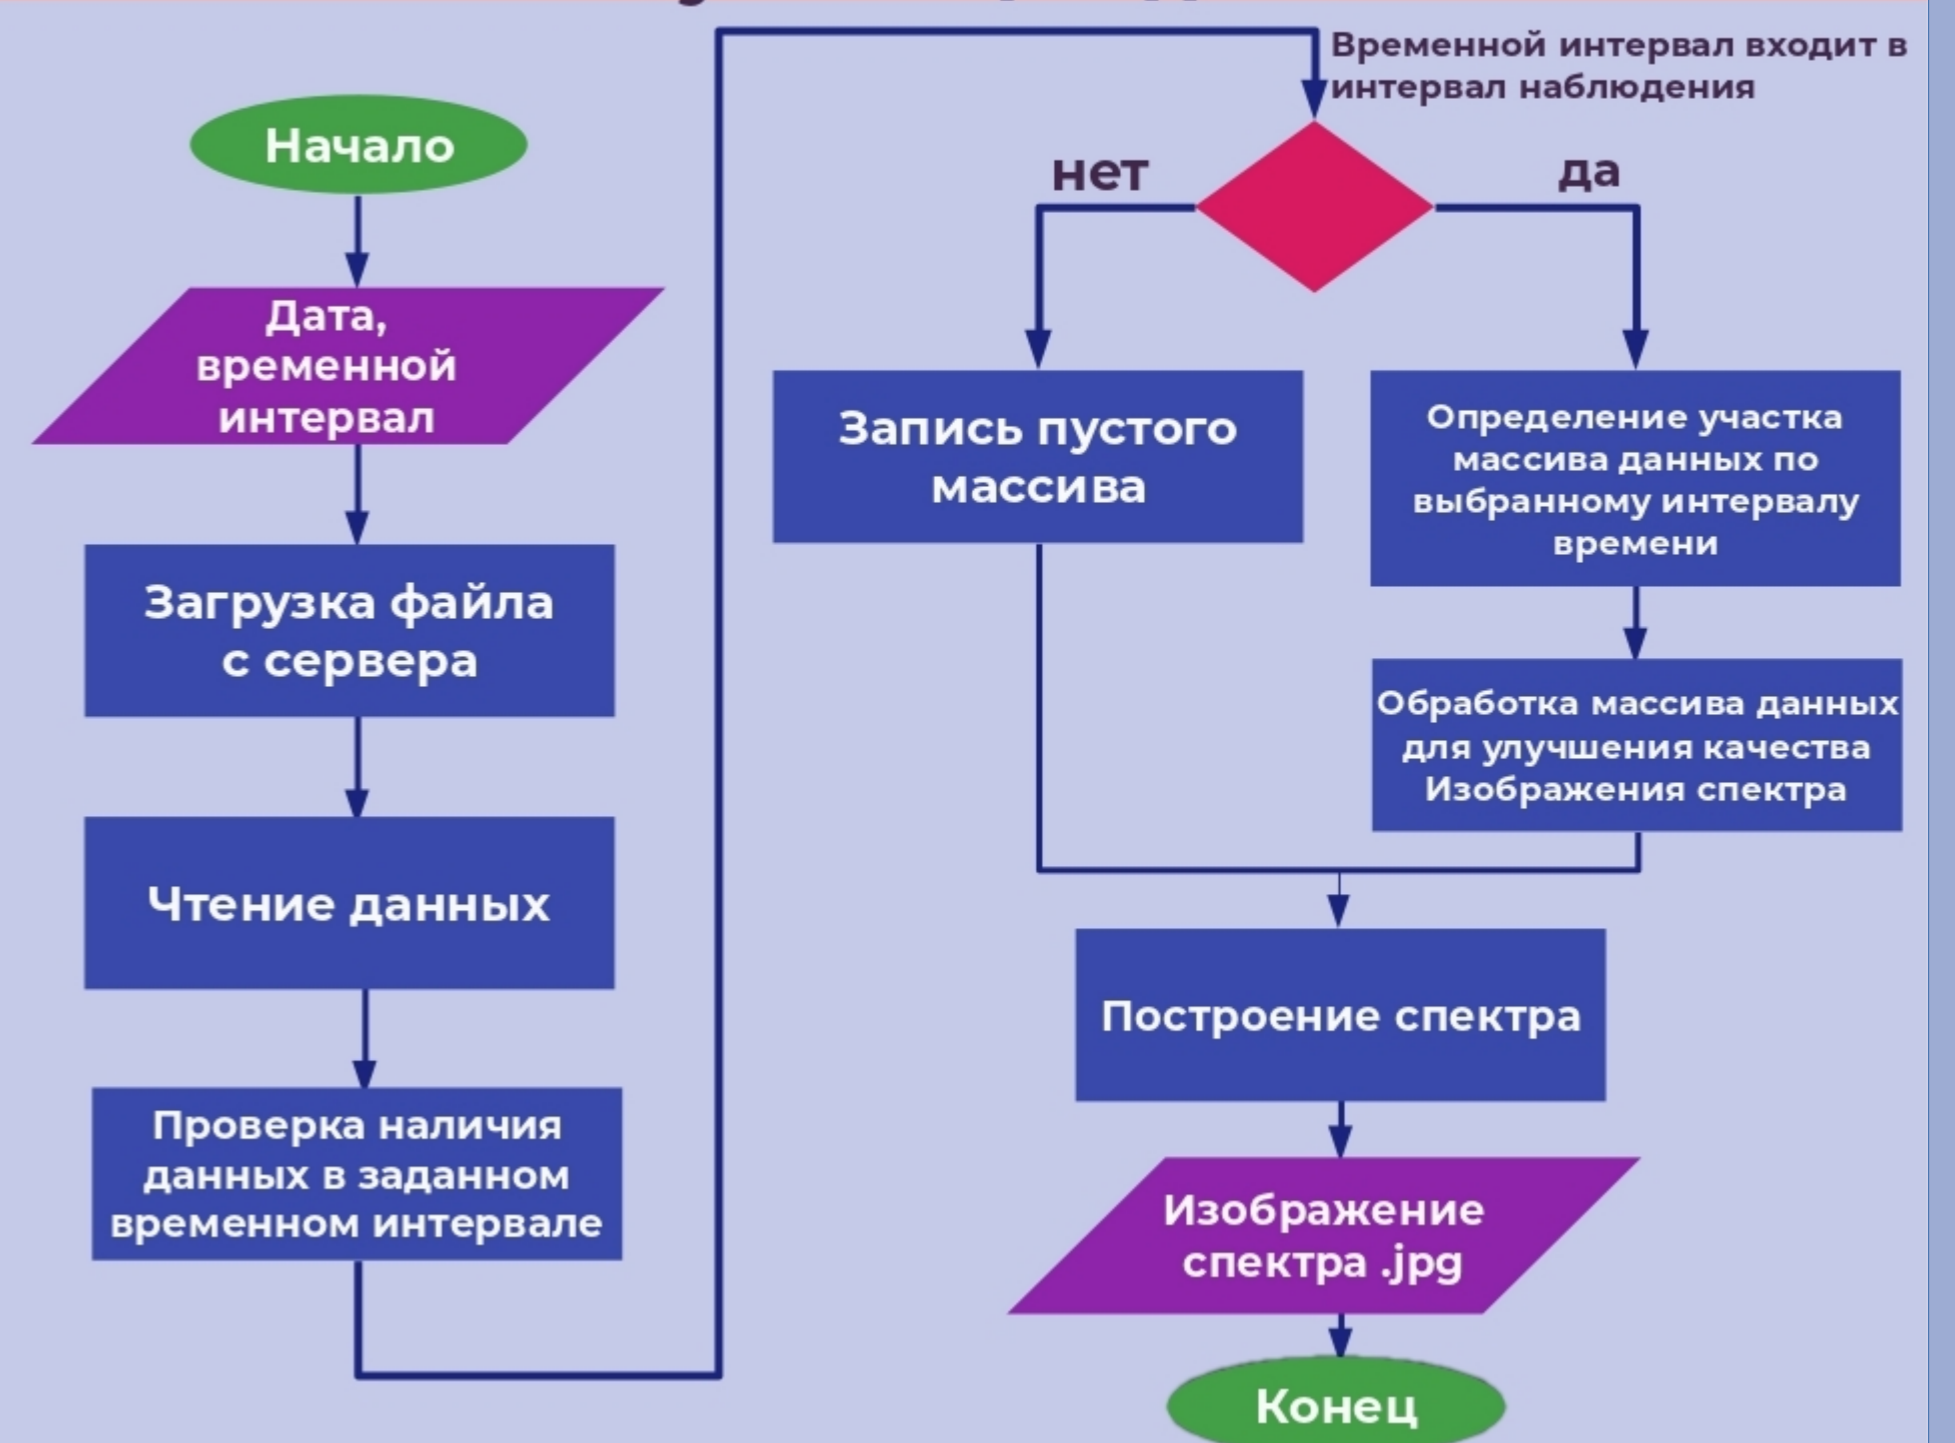 Начало
Дата,
временной
интервал
Загрузка файла
с сервера
Чтение данных
Проверка наличия
данных в заданном
временном интервале
Временной интервал входит в
интервал наблюдения
нет
да
Запись пустого
массива
Определение участка
массива данных по
выбранному интервалу
времени
Обработка массива данных
для улучшения качества
Изображения спектра
Построение спектра
Изображение
спектра .jpg
Конец